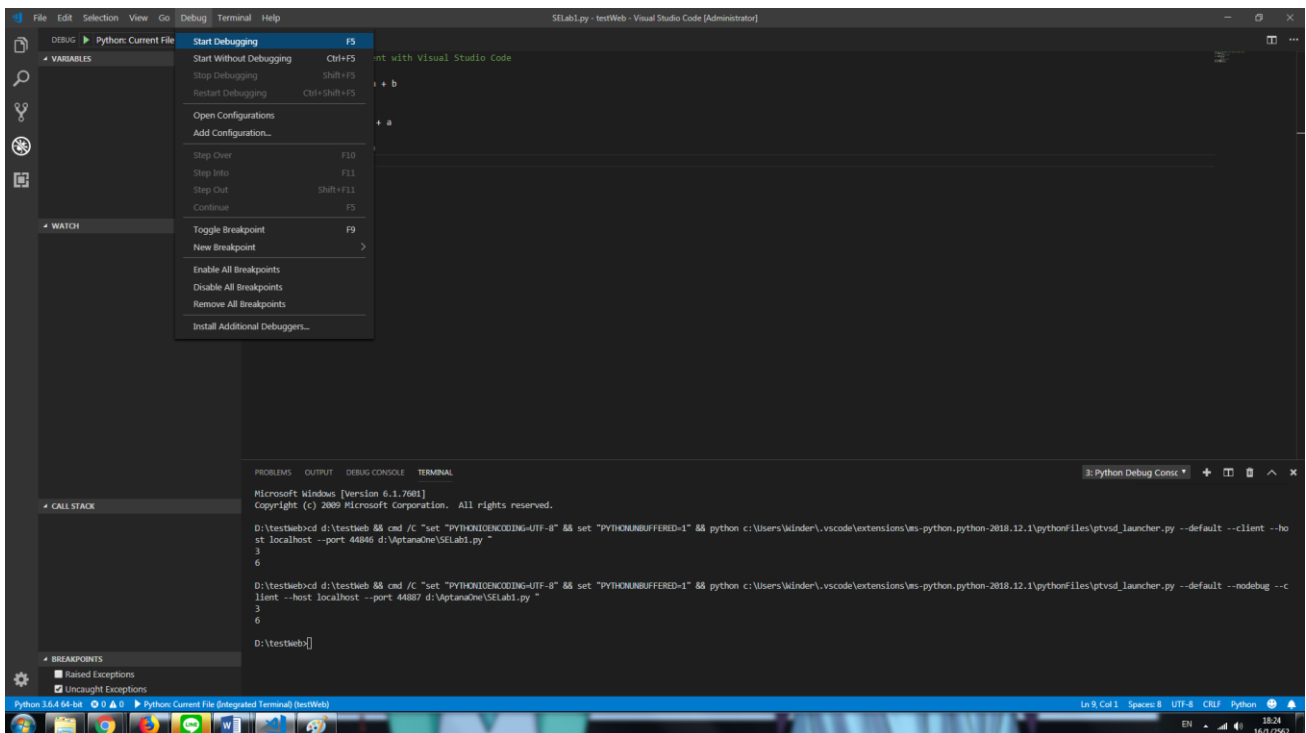 File Edit Selection View Go Debug Terminal Help SELab1.py - testWeb - Visual Studio Code [Administrator]
DEBUG Python: Current File
Start Debugging F5
Start Without Debugging Ctrl+F5
Stop Debugging Shift+F5
Restart Debugging Ctrl+Shift+F5
Open Configurations
Add Configuration...
Step Over F10
Step Into F11
Step Out Shift+F11
Continue F5
Toggle Breakpoint F9
New Breakpoint
Enable All Breakpoints
Disable All Breakpoints
Remove All Breakpoints
Install Additional Debuggers...
VARIABLES
WATCH
CALL STACK
BREAKPOINTS
Raised Exceptions
Uncaught Exceptions
with Visual Studio Code
+ b
+ a
PROBLEMS OUTPUT DEBUG CONSOLE TERMINAL 3: Python Debug Consc
Microsoft Windows [Version 6.1.7601]
Copyright (c) 2009 Microsoft Corporation. All rights reserved.
D:\testWeb>cd d:\testWeb && cmd /C "set "PYTHONIOENCODING=UTF-8" && set "PYTHONUNBUFFERED=1" && python c:\Users\Winder\.vscode\extensions\ms-python.python-2018.12.1\pythonFiles\ptvsd_launcher.py --default --client --ho
st localhost --port 44846 d:\AptanaOne\SELab1.py "
3
6
D:\testWeb>cd d:\testWeb && cmd /C "set "PYTHONIOENCODING=UTF-8" && set "PYTHONUNBUFFERED=1" && python c:\Users\Winder\.vscode\extensions\ms-python.python-2018.12.1\pythonFiles\ptvsd_launcher.py --default --nodebug --c
lient --host localhost --port 44887 d:\AptanaOne\SELab1.py "
3
6
D:\testWeb>
Python 3.6.4 64-bit 0 0 Python: Current File (Integrated Terminal) (testWeb) Ln 9, Col 1 Spaces: 8 UTF-8 CRLF Python
LINE W EN 18:24
16/1/2562